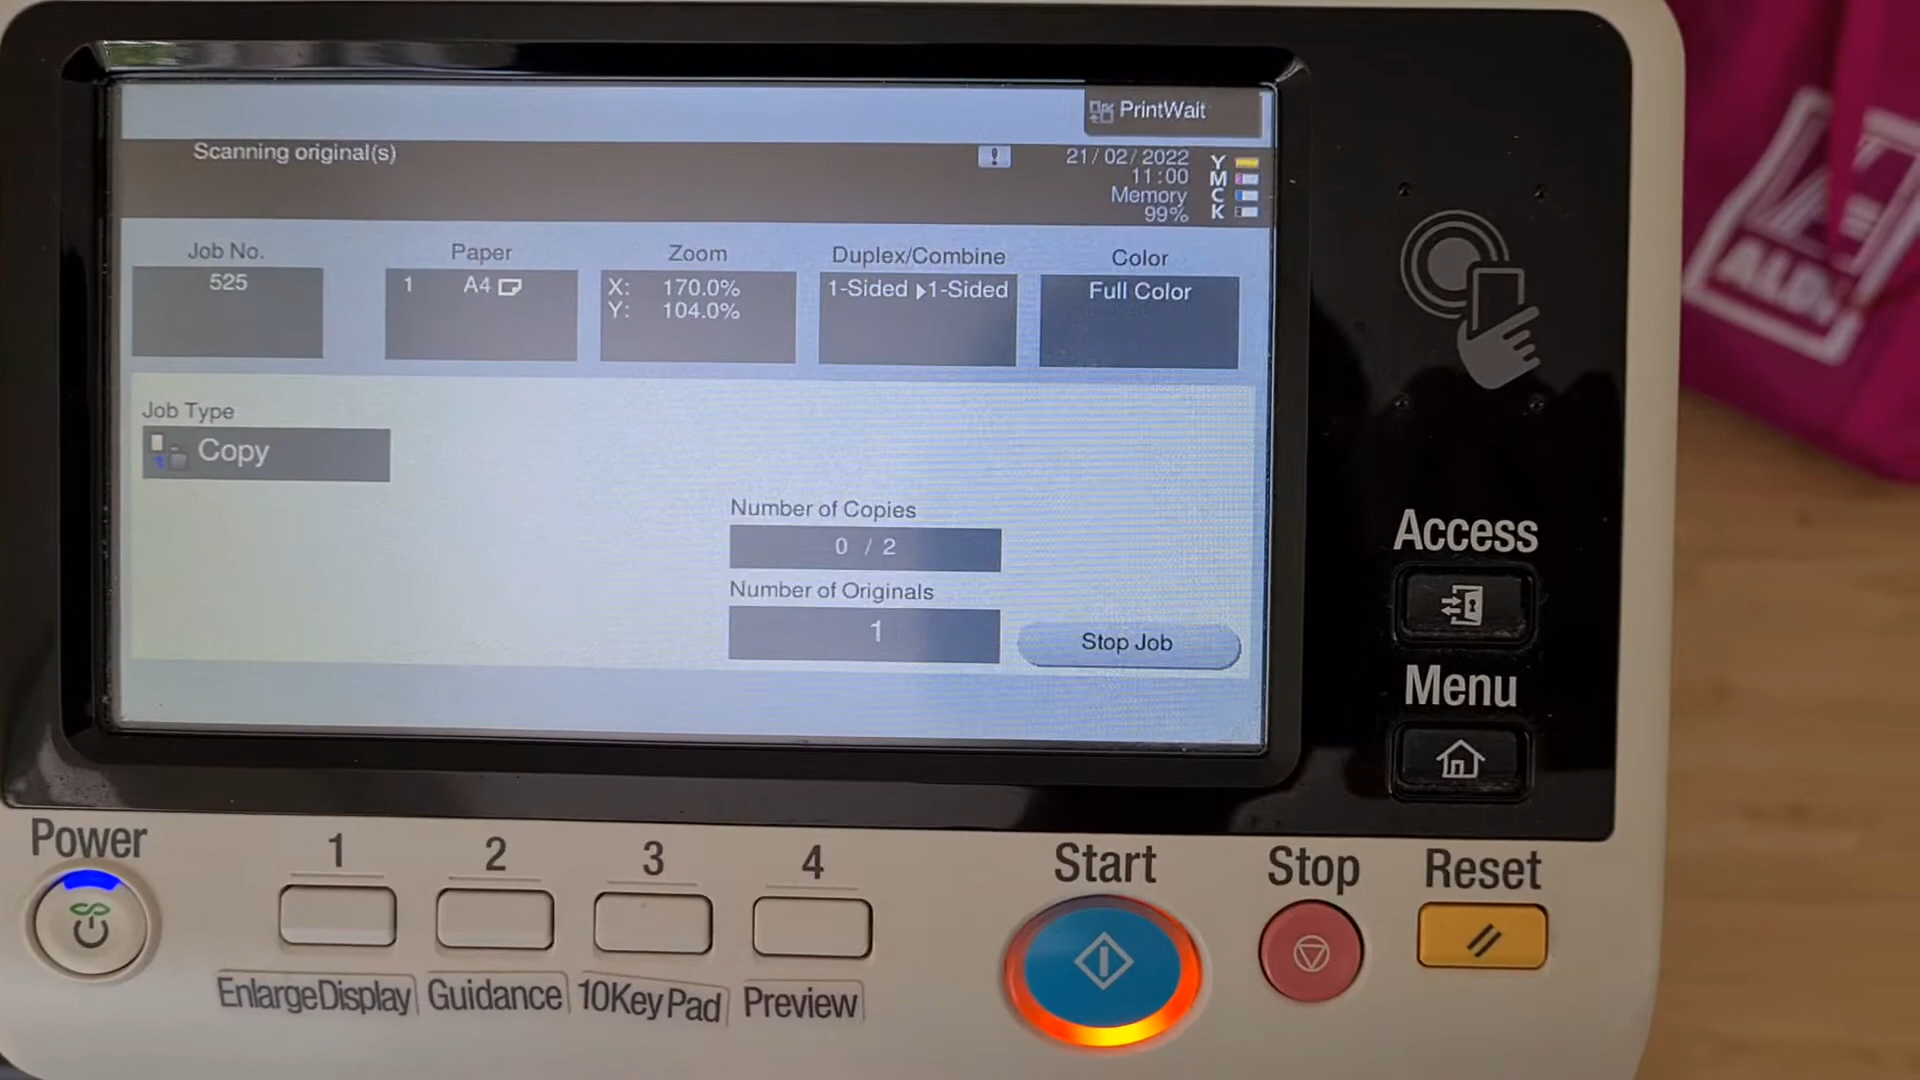 PrintWait
Scanning original(s)
21/02/2022
11:00
Memory
99%
Y
M
C
K
Job No.
525
Paper
1 A4
Zoom
X: 170.0%
Y: 104.0%
Duplex/Combine
1-Sided 1-Sided
Color
Full Color
Job Type
Copy
Number of Copies
0 / 2
Number of Originals
1
Stop Job
Access
Menu
Power
1
2
3
4
Start
Stop
Reset
EnlargeDisplay
Guidance
10KeyPad
Preview
ALDI